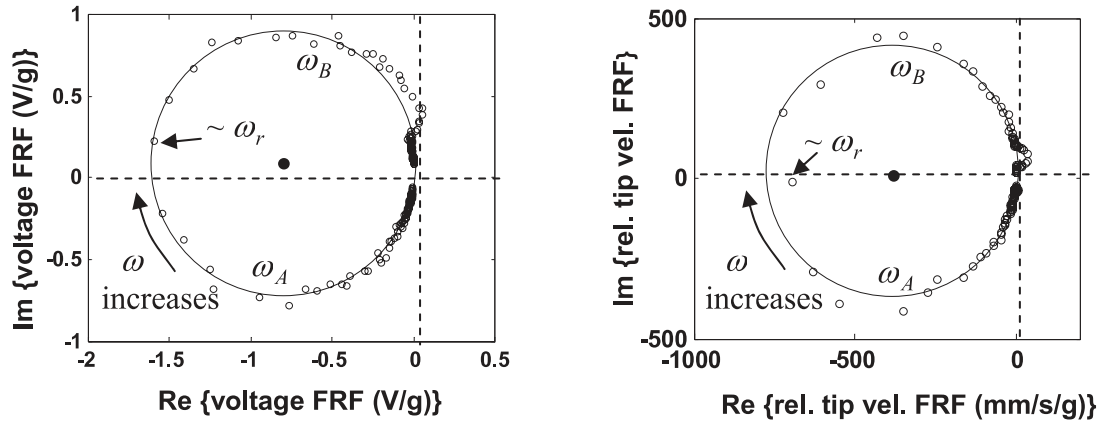 Im {voltage FRF (V/g)}
1
0.5
0
-0.5
-1
-2
-1.5
-1
-0.5
0
0.5
Re {voltage FRF (V/g)}
ω_B
~ ω_r
ω_A
ω
increases
Im {rel. tip vel. FRF}
500
0
-500
-1000
-500
0
Re {rel. tip vel. FRF (mm/s/g)}
ω_B
~ ω_r
ω_A
ω
increases